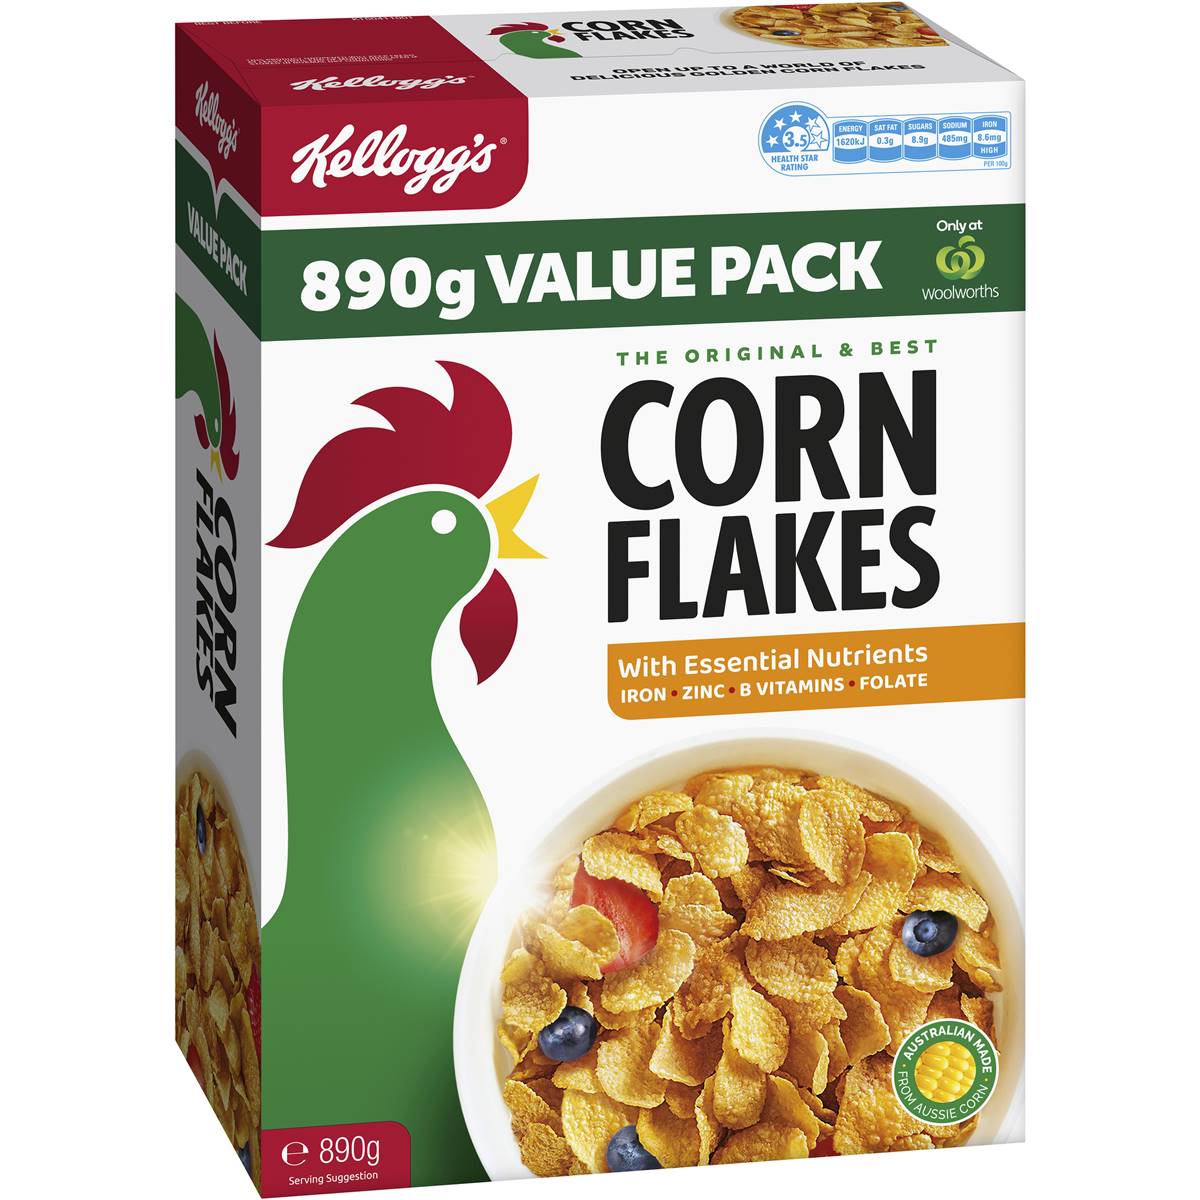 CORN
FLAKES
OPEN UP TO A WORLD OF
DELICIOUS GOLDEN CORN FLAKES
BEST BEFORE
Kellogg's
Kellogg's
VALUE PACK
CORN
FLAKES
Kellogg's®
3.5
HEALTH STAR
RATING
ENERGY
1620kJ
SAT FAT
0.3g
SUGARS
8.9g
SODIUM
485mg
IRON
8.6mg
HIGH
PER 100g
890g VALUE PACK
Only at
Woolworths
THE ORIGINAL & BEST
CORN
FLAKES
With Essential Nutrients
IRON • ZINC • B VITAMINS • FOLATE
AUSTRALIAN MADE
• FROM AUSSIE CORN •
℮ 890g
Serving Suggestion